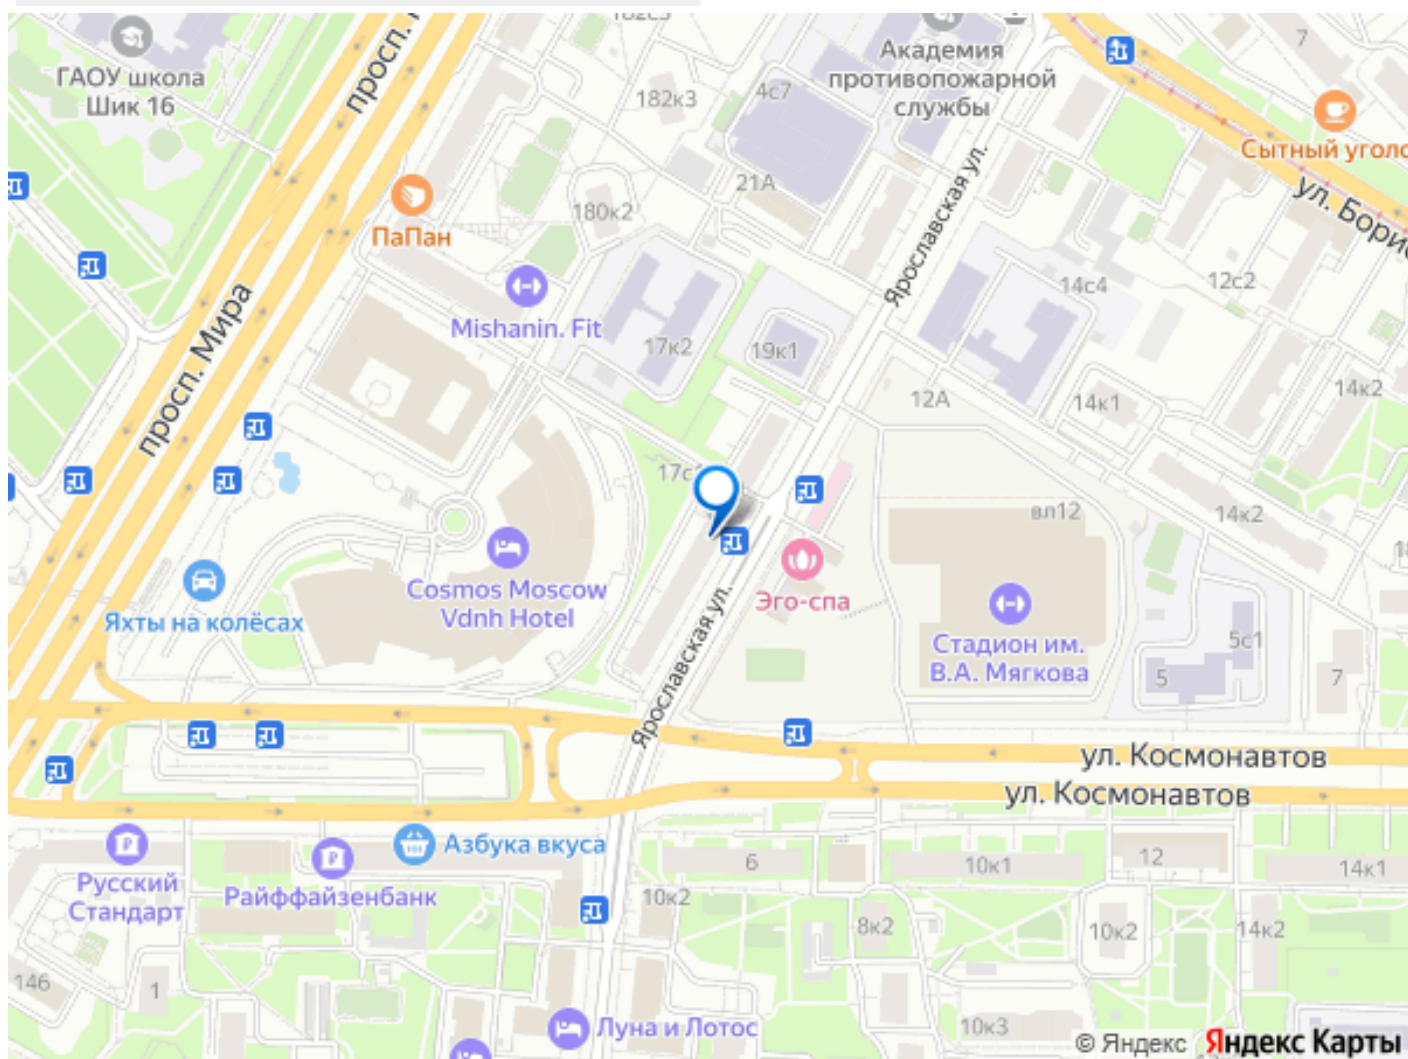 182с5
просп. М
ГАОУ школа
Шик 16
182к3
4с7
Академия
противопожарной
службы
7
Сытный уголо
ул. Борис
21А
180к2
ПаПан
Ярославская ул.
Mishanin. Fit
17к2
19к1
14с4
12с2
просп. Мира
12А
14к1
14к2
17с
вл12
14к2
Cosmos Moscow
Vdnh Hotel
Эго-спа
Яхты на колёсах
Ярославская ул.
Стадион им.
В.А. Мягкова
5с1
5
7
ул. Космонавтов
ул. Космонавтов
Азбука вкуса
Русский
Стандарт
Райффайзенбанк
6
10к1
12
14к1
10к2
8к2
10к2
14к2
146
1
Луна и Лотос
10к3
© Яндекс Яндекс Карты